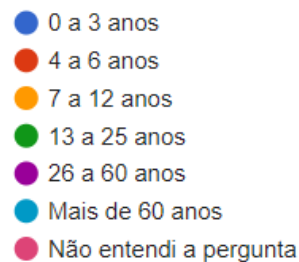 0 a 3 anos
4 a 6 anos
7 a 12 anos
13 a 25 anos
26 a 60 anos
Mais de 60 anos
Não entendi a pergunta